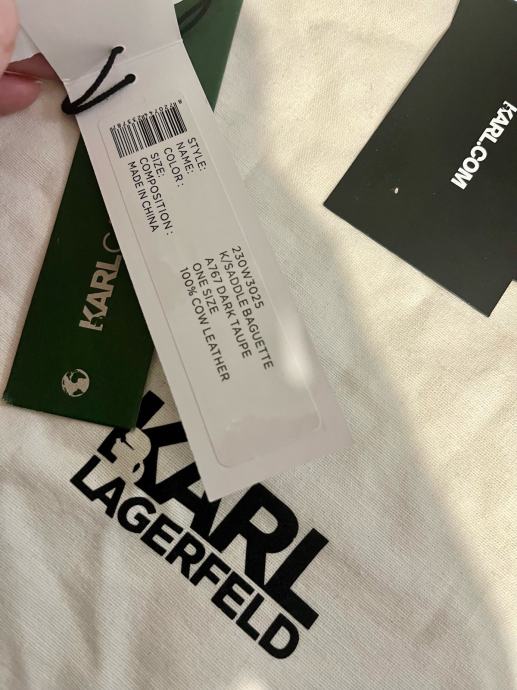 STYLE:
NAME:
COLOR:
SIZE:
COMPOSITION:
MADE IN CHINA
230W3025
K/SADDLE BAGUETTE
A767 DARK TAUPE
ONE SIZE
100% COW LEATHER
KARL
KARL.COM
KARL
LAGERFELD